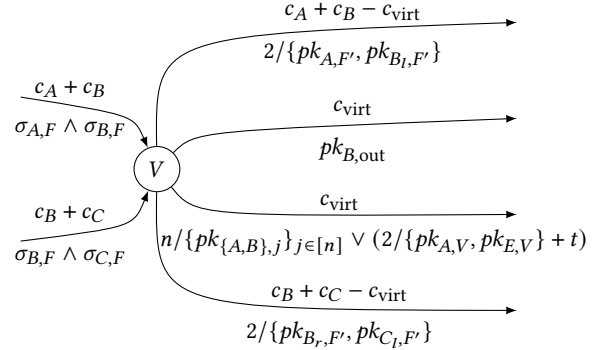 c_A + c_B − c_virt
2/{pk_{A,F′}, pk_{B_l,F′}}
c_A + c_B
σ_{A,F} ∧ σ_{B,F}
c_virt
pk_{B,out}
V
c_B + c_C
σ_{B,F} ∧ σ_{C,F}
c_virt
n/{pk_{{A,B},j}}_{j∈[n]} ∨ (2/{pk_{A,V}, pk_{E,V}} + t)
c_B + c_C − c_virt
2/{pk_{B_r,F′}, pk_{C_l,F′}}